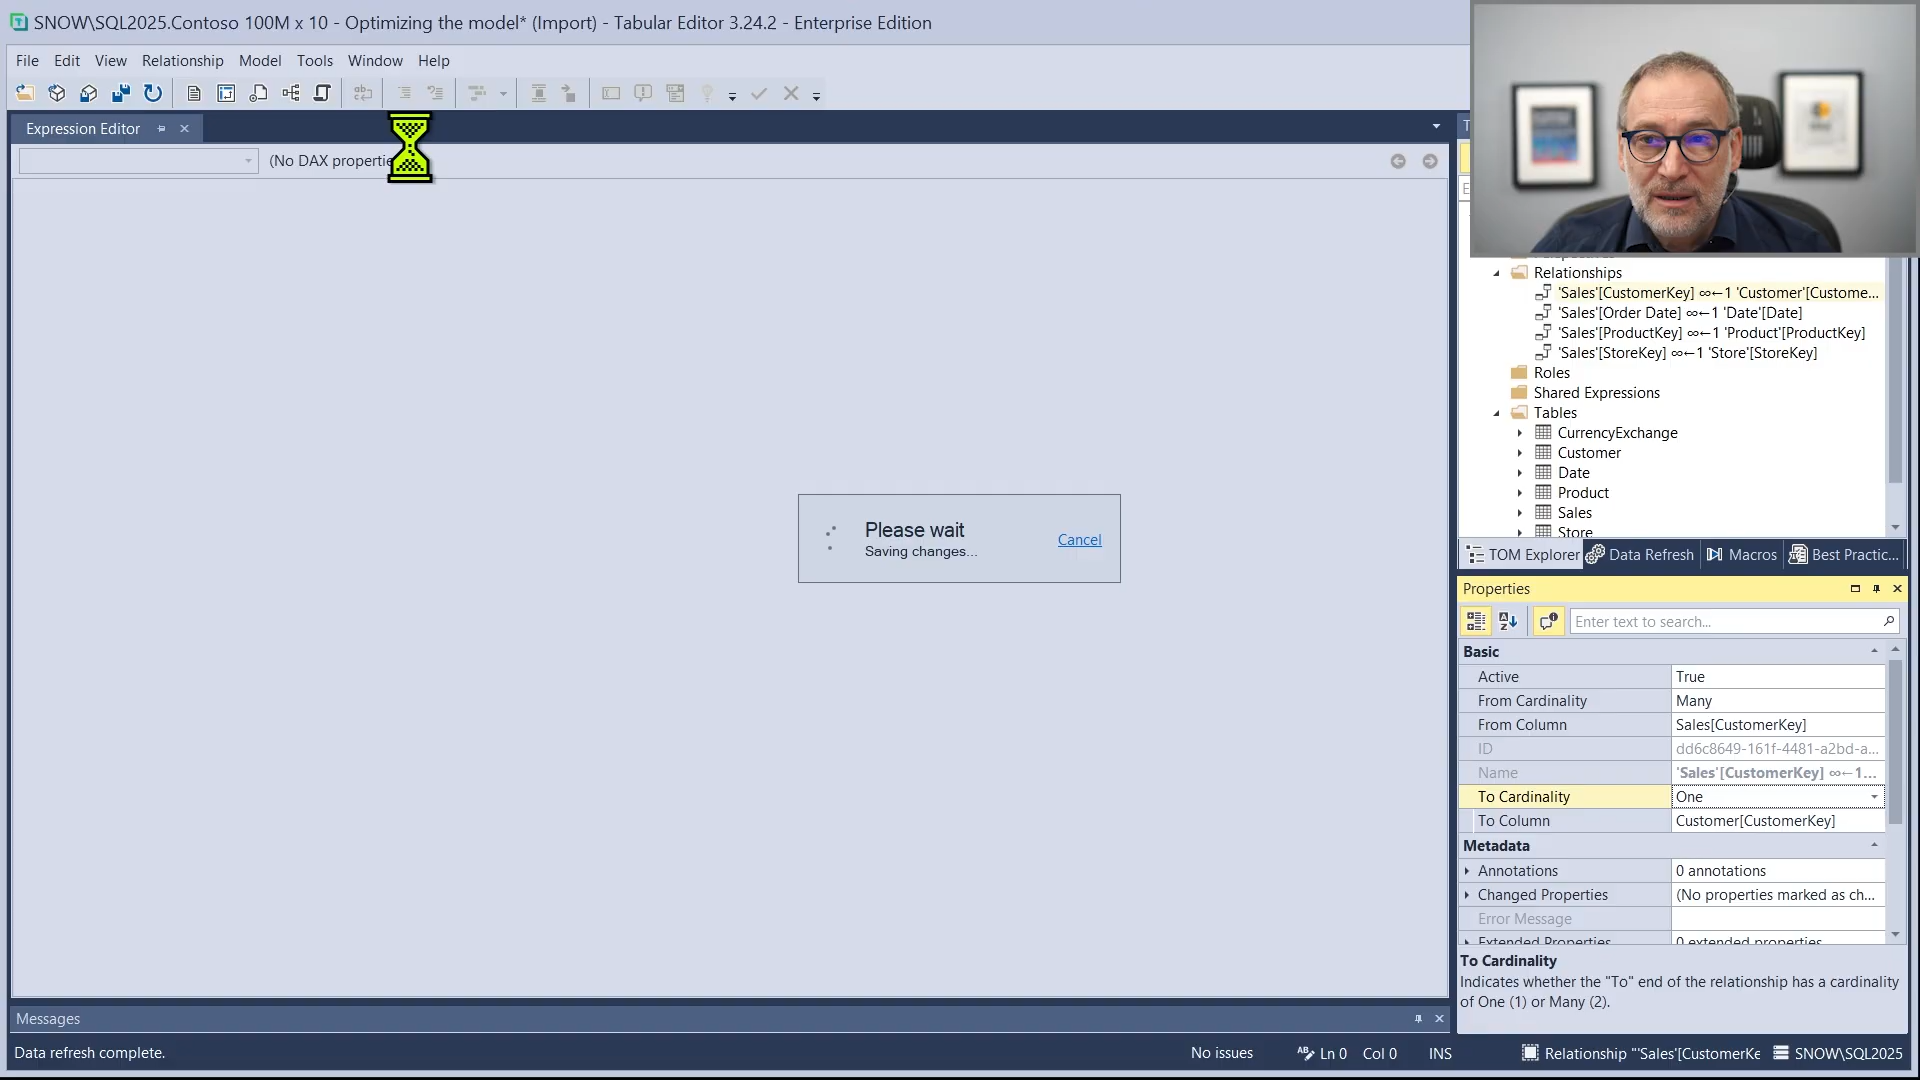 SNOW\SQL2025.Contoso 100M x 10 - Optimizing the model* (Import) - Tabular Editor 3.24.2 - Enterprise Edition
File Edit View Relationship Model Tools Window Help
Expression Editor
(No DAX properti
Relationships
'Sales'[CustomerKey] ∞←1 'Customer'[Custome...
'Sales'[Order Date] ∞←1 'Date'[Date]
'Sales'[ProductKey] ∞←1 'Product'[ProductKey]
'Sales'[StoreKey] ∞←1 'Store'[StoreKey]
Roles
Shared Expressions
Tables
CurrencyExchange
Customer
Date
Product
Sales
Store
TOM Explorer Data Refresh Macros Best Practic...
Please wait
Saving changes...
Cancel
Properties
Enter text to search...
Basic
Active True
From Cardinality Many
From Column Sales[CustomerKey]
ID dd6c8649-161f-4481-a2bd-a...
Name 'Sales'[CustomerKey] ∞←1...
To Cardinality One
To Column Customer[CustomerKey]
Metadata
Annotations 0 annotations
Changed Properties (No properties marked as ch...
Error Message
Extended Properties 0 extended properties
To Cardinality
Indicates whether the "To" end of the relationship has a cardinality
of One (1) or Many (2).
Messages
Data refresh complete. No issues Ln 0 Col 0 INS Relationship "'Sales'[CustomerKe SNOW\SQL2025